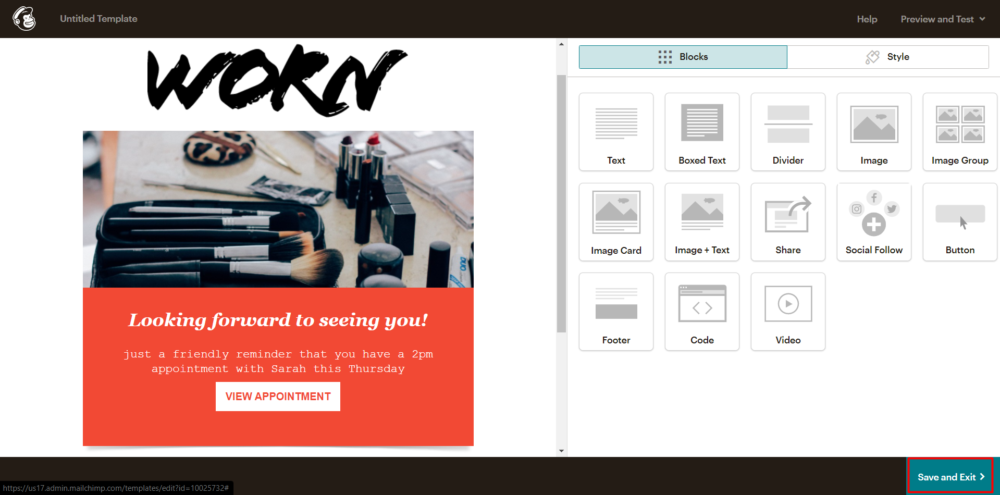 Untitled Template
Help
Preview and Test
WORN
Looking forward to seeing you!
just a friendly reminder that you have a 2pm
appointment with Sarah this Thursday
VIEW APPOINTMENT
Blocks
Style
Text
Boxed Text
Divider
Image
Image Group
Image Card
Image + Text
Share
Social Follow
Button
Footer
Code
Video
Save and Exit
https://us17.admin.mailchimp.com/templates/edit?id=10025732#